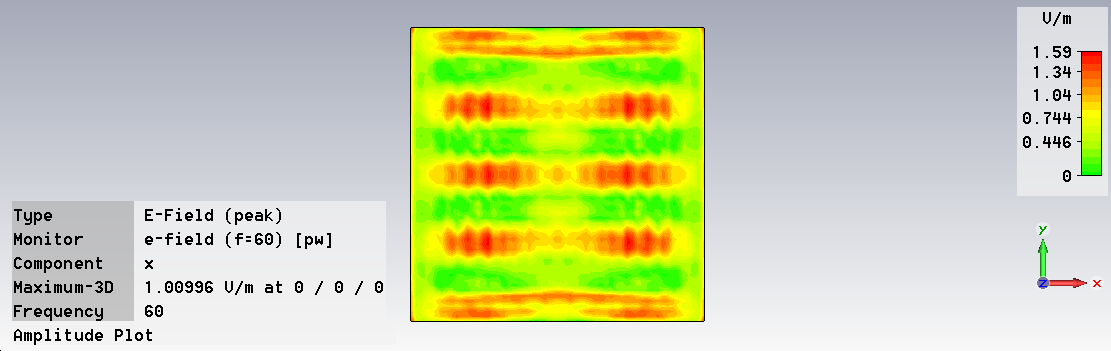 V/m
1.59
1.34
1.04
0.744
0.446
0
Type E-Field (peak)
Monitor e-field (f=60) [pw]
Component x
Maximum-3D 1.00996 V/m at 0 / 0 / 0
Frequency 60
Amplitude Plot
y
z x